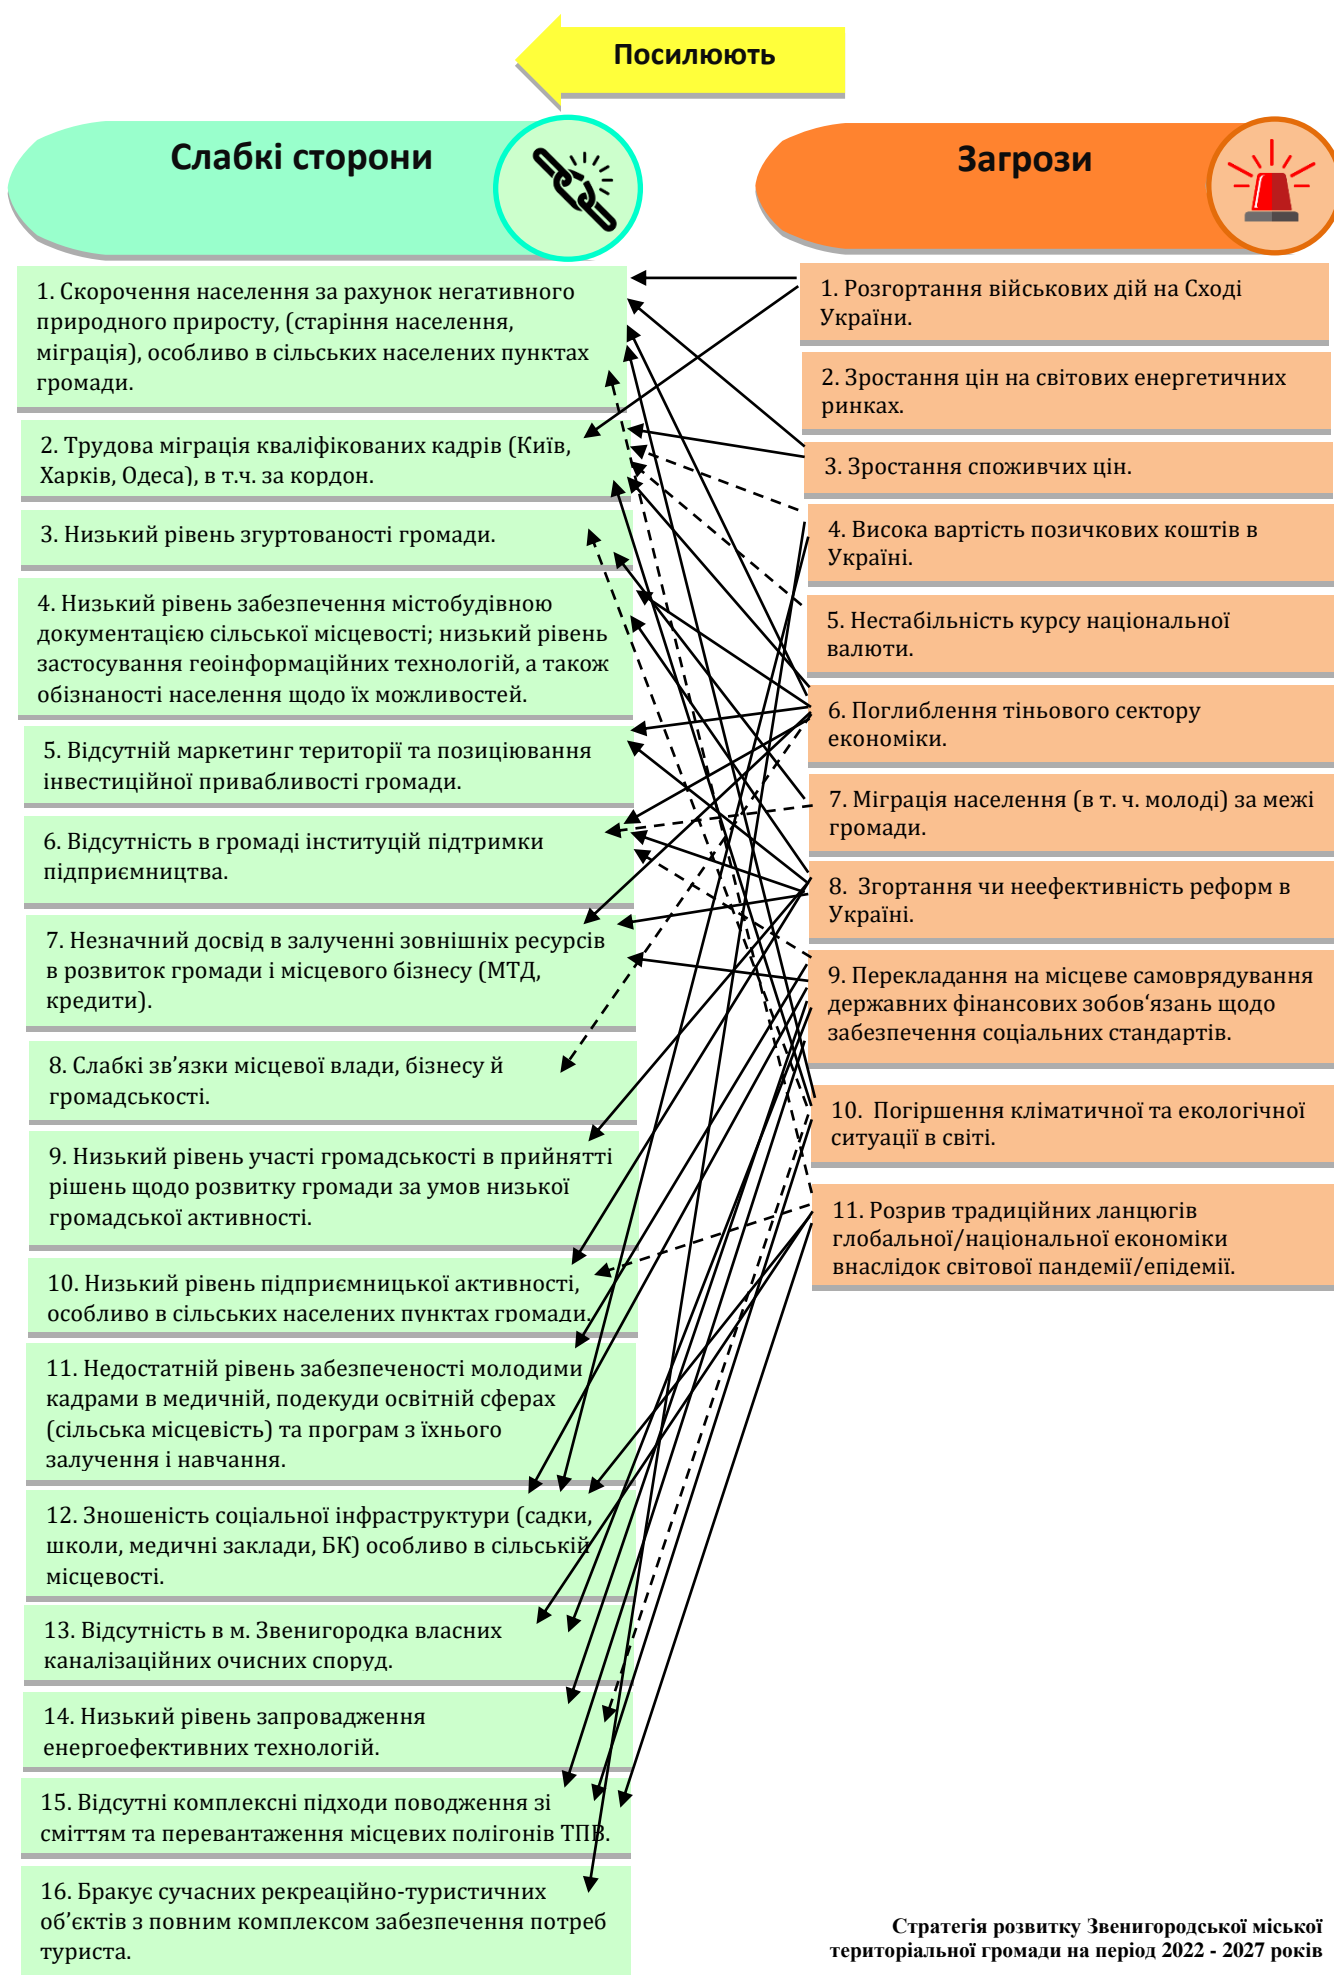 Посилюють
Слабкі сторони
1. Скорочення населення за рахунок негативного
природного приросту, (старіння населення,
міграція), особливо в сільських населених пунктах
громади.
2. Трудова міграція кваліфікованих кадрів (Київ,
Харків, Одеса), в т.ч. за кордон.
3. Низький рівень згуртованості громади.
4. Низький рівень забезпечення містобудівною
документацією сільської місцевості; низький рівень
застосування геоінформаційних технологій, а також
обізнаності населення щодо їх можливостей.
5. Відсутній маркетинг території та позиціювання
інвестиційної привабливості громади.
6. Відсутність в громаді інституцій підтримки
підприємництва.
7. Незначний досвід в залученні зовнішніх ресурсів
в розвиток громади і місцевого бізнесу (МТД,
кредити).
8. Слабкі зв’язки місцевої влади, бізнесу й
громадськості.
9. Низький рівень участі громадськості в прийнятті
рішень щодо розвитку громади за умов низької
громадської активності.
10. Низький рівень підприємницької активності,
особливо в сільських населених пунктах громади.
11. Недостатній рівень забезпеченості молодими
кадрами в медичній, подекуди освітній сферах
(сільська місцевість) та програм з їхнього
залучення і навчання.
12. Зношеність соціальної інфраструктури (садки,
школи, медичні заклади, БК) особливо в сільській
місцевості.
13. Відсутність в м. Звенигородка власних
каналізаційних очисних споруд.
14. Низький рівень запровадження
енергоефективних технологій.
15. Відсутні комплексні підходи поводження зі
сміттям та перевантаження місцевих полігонів ТПВ.
16. Бракує сучасних рекреаційно-туристичних
об’єктів з повним комплексом забезпечення потреб
туриста.
Загрози
1. Розгортання військових дій на Сході
України.
2. Зростання цін на світових енергетичних
ринках.
3. Зростання споживчих цін.
4. Висока вартість позичкових коштів в
Україні.
5. Нестабільність курсу національної
валюти.
6. Поглиблення тіньового сектору
економіки.
7. Міграція населення (в т. ч. молоді) за межі
громади.
8.  Згортання чи неефективність реформ в
Україні.
9. Перекладання на місцеве самоврядування
державних фінансових зобов‘язань щодо
забезпечення соціальних стандартів.
10.  Погіршення кліматичної та екологічної
ситуації в світі.
11. Розрив традиційних ланцюгів
глобальної/національної економіки
внаслідок світової пандемії/епідемії.
Стратегія розвитку Звенигородської міської
територіальної громади на період 2022 - 2027 років